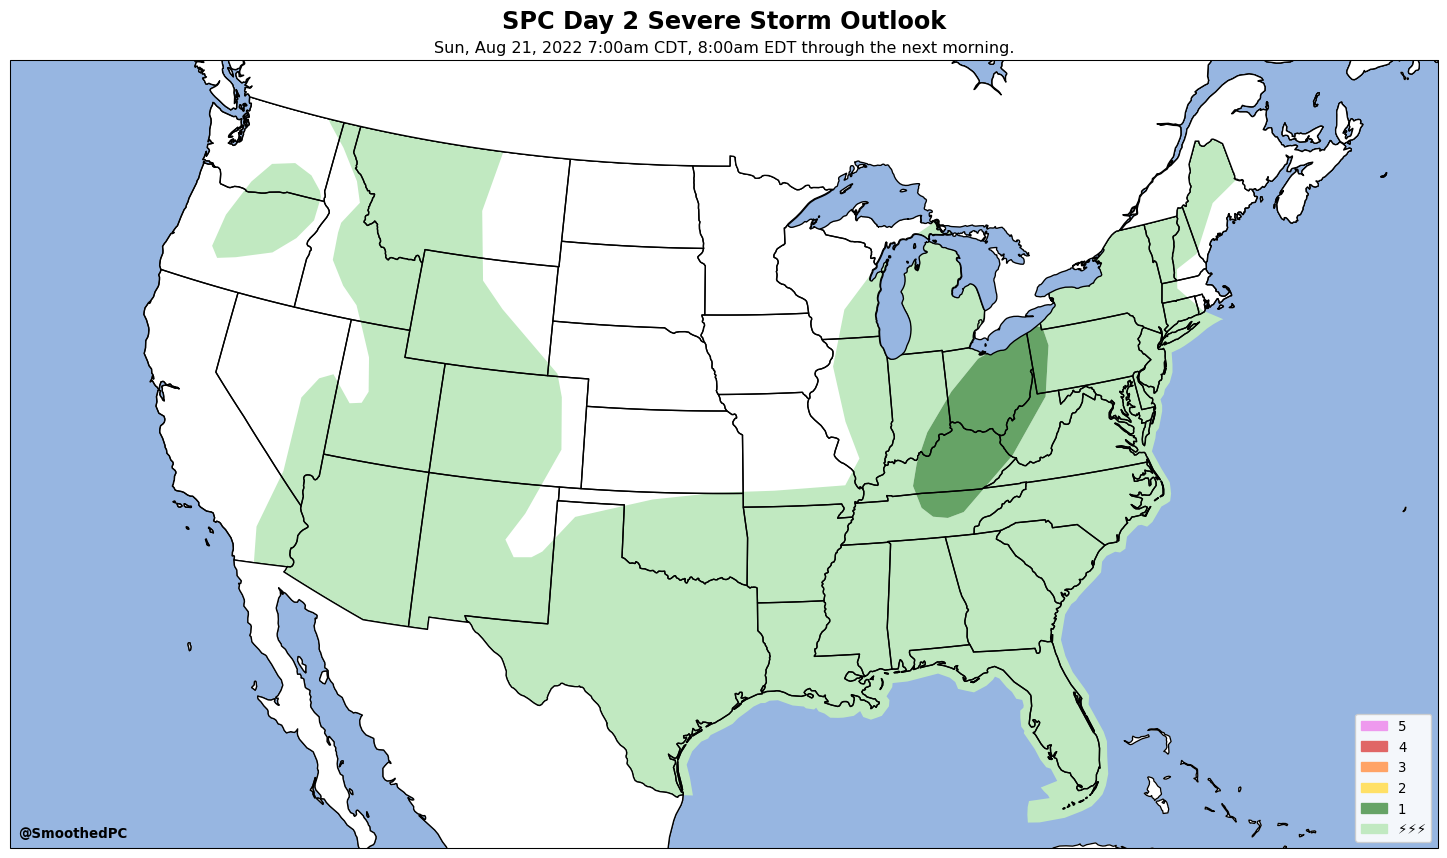 SPC Day 2 Severe Storm Outlook
Sun, Aug 21, 2022 7:00am CDT, 8:00am EDT through the next morning.
5
4
3
2
1
⚡⚡⚡
@SmoothedPC